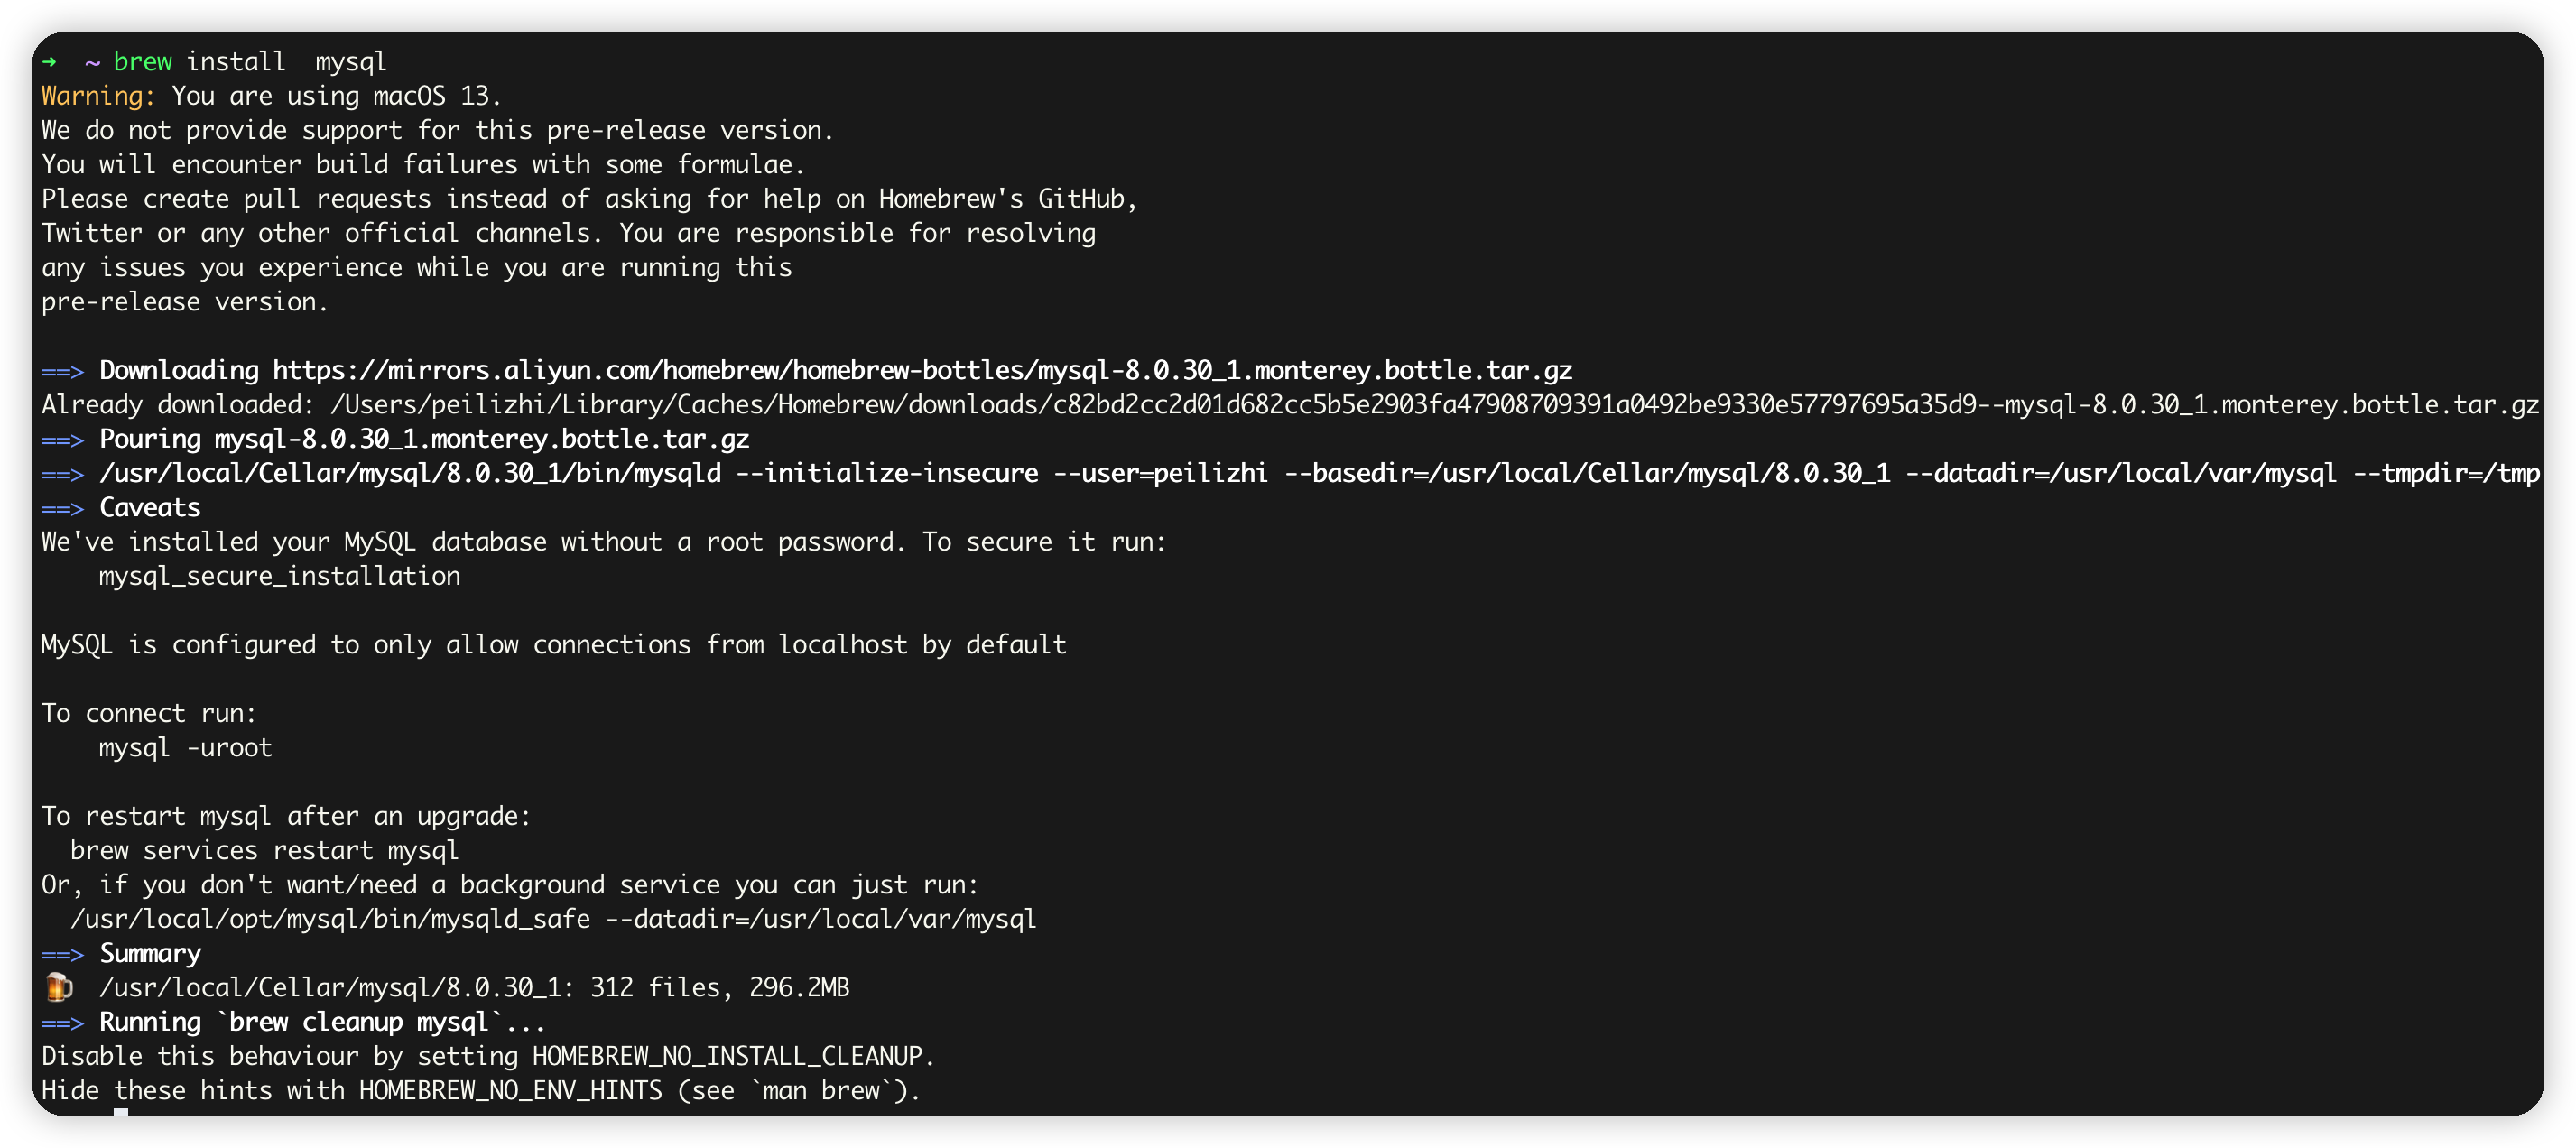 ➜  ~ brew install  mysql
Warning: You are using macOS 13.
We do not provide support for this pre-release version.
You will encounter build failures with some formulae.
Please create pull requests instead of asking for help on Homebrew's GitHub,
Twitter or any other official channels. You are responsible for resolving
any issues you experience while you are running this
pre-release version.
==> Downloading https://mirrors.aliyun.com/homebrew/homebrew-bottles/mysql-8.0.30_1.monterey.bottle.tar.gz
Already downloaded: /Users/peilizhi/Library/Caches/Homebrew/downloads/c82bd2cc2d01d682cc5b5e2903fa47908709391a0492be9330e57797695a35d9--mysql-8.0.30_1.monterey.bottle.tar.gz
==> Pouring mysql-8.0.30_1.monterey.bottle.tar.gz
==> /usr/local/Cellar/mysql/8.0.30_1/bin/mysqld --initialize-insecure --user=peilizhi --basedir=/usr/local/Cellar/mysql/8.0.30_1 --datadir=/usr/local/var/mysql --tmpdir=/tmp
==> Caveats
We've installed your MySQL database without a root password. To secure it run:
    mysql_secure_installation
MySQL is configured to only allow connections from localhost by default
To connect run:
    mysql -uroot
To restart mysql after an upgrade:
  brew services restart mysql
Or, if you don't want/need a background service you can just run:
  /usr/local/opt/mysql/bin/mysqld_safe --datadir=/usr/local/var/mysql
==> Summary
🍺  /usr/local/Cellar/mysql/8.0.30_1: 312 files, 296.2MB
==> Running `brew cleanup mysql`...
Disable this behaviour by setting HOMEBREW_NO_INSTALL_CLEANUP.
Hide these hints with HOMEBREW_NO_ENV_HINTS (see `man brew`).